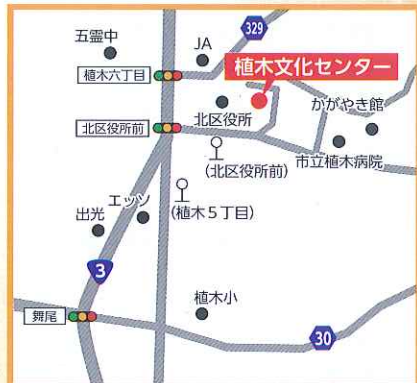 五霊中
JA
329
植木六丁目
植木文化センター
北区役所
かがやき館
北区役所前
(北区役所前)
市立植木病院
エッソ
(植木5丁目)
出光
3
植木小
舞尾
30